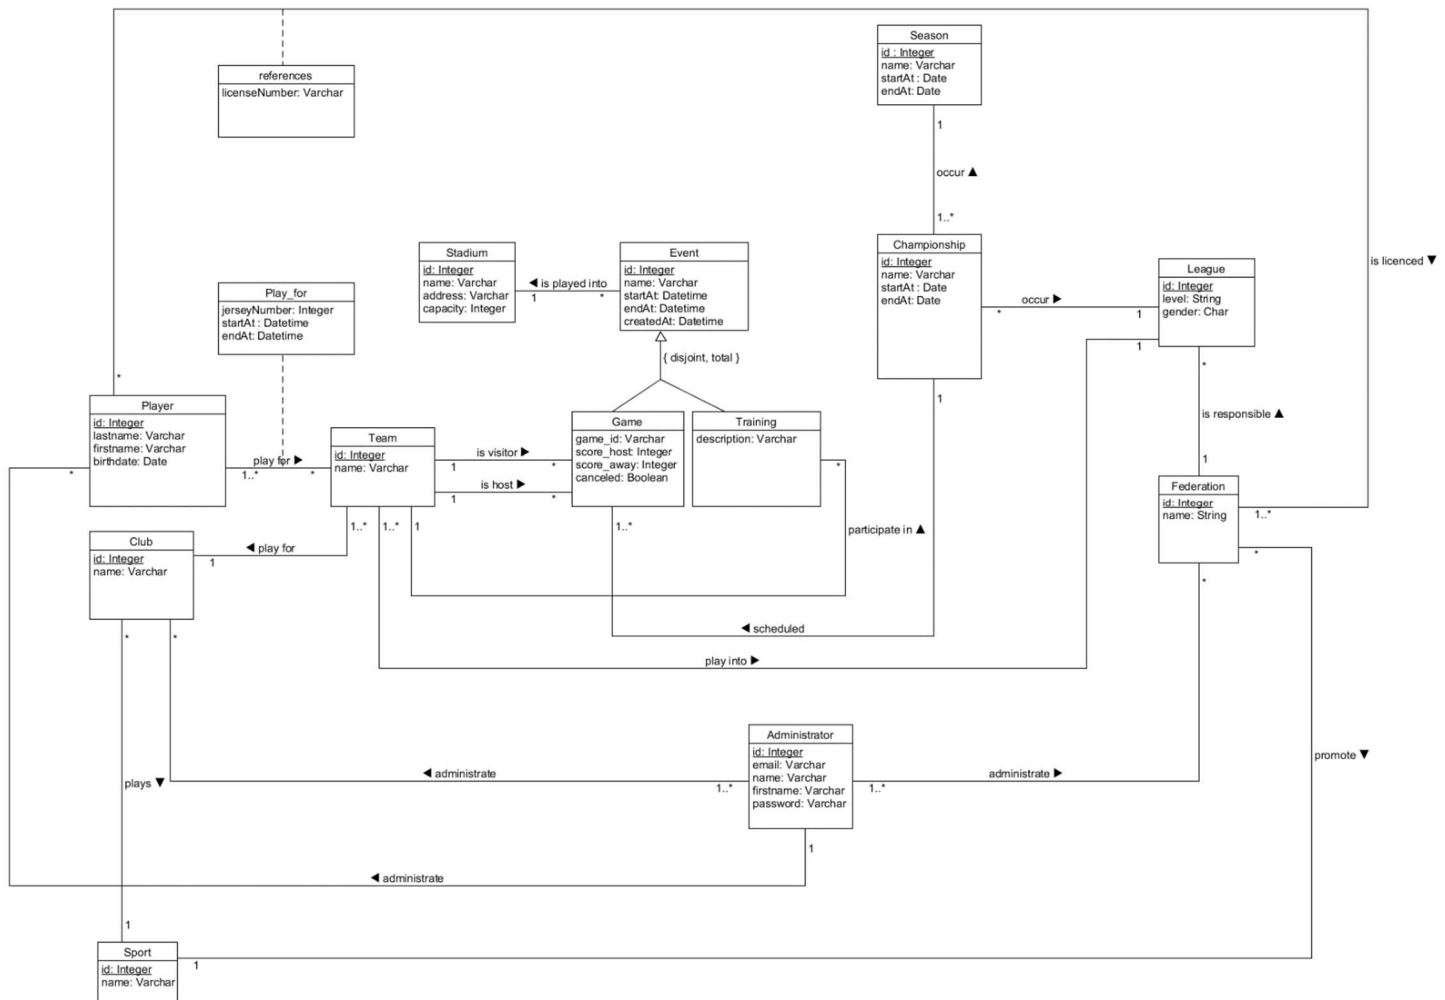 references
licenseNumber: Varchar
Season
id : Integer
name: Varchar
startAt : Date
endAt: Date
1
occur ▲
1..*
Championship
id: Integer
name: Varchar
startAt : Date
endAt: Date
is licenced ▼
League
id: Integer
level: String
gender: Char
occur ▶
*
1
1
*
Stadium
id: Integer
name: Varchar
address: Varchar
capacity: Integer
◀ is played into
1
*
Event
id: Integer
name: Varchar
startAt: Datetime
endAt: Datetime
createdAt: Datetime
{ disjoint, total }
Play_for
jerseyNumber: Integer
startAt : Datetime
endAt: Datetime
*
Player
id: Integer
lastname: Varchar
firstname: Varchar
birthdate: Date
*
play for ▶
1..*
*
Team
id: Integer
name: Varchar
is visitor ▶
1
*
is host ▶
1
*
Game
game_id: Varchar
score_host: Integer
score_away: Integer
canceled: Boolean
Training
description: Varchar
*
1
is responsible ▲
1
Federation
id: Integer
name: String
1..*
*
*
1..*
1..*
1
1..*
participate in ▲
◀ play for
1
Club
id: Integer
name: Varchar
*
*
◀ scheduled
play into ▶
Administrator
id: Integer
email: Varchar
name: Varchar
firstname: Varchar
password: Varchar
◀ administrate
1..*
administrate ▶
1..*
promote ▼
plays ▼
1
◀ administrate
1
Sport
id: Integer
name: Varchar
1